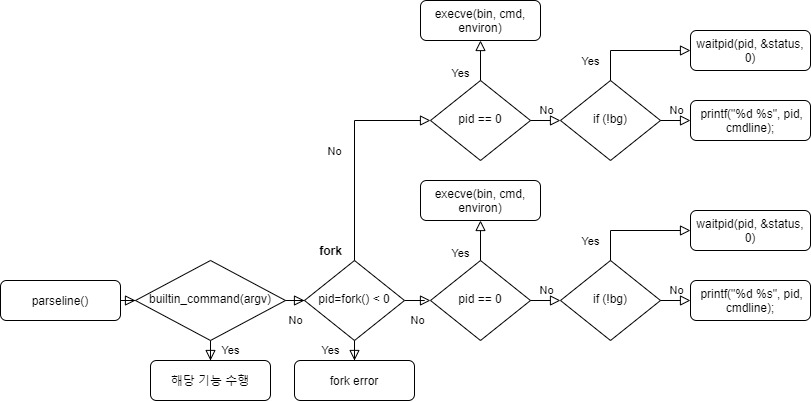 execve(bin, cmd,
environ)
Yes
pid == 0
No
Yes
if (!bg)
waitpid(pid, &status,
0)
No
printf("%d %s", pid,
cmdline);
No
fork
execve(bin, cmd,
environ)
Yes
pid == 0
No
Yes
if (!bg)
waitpid(pid, &status,
0)
No
printf("%d %s", pid,
cmdline);
parseline()
builtin_command(argv)
No
pid=fork() < 0
No
Yes
해당 기능 수행
Yes
fork error